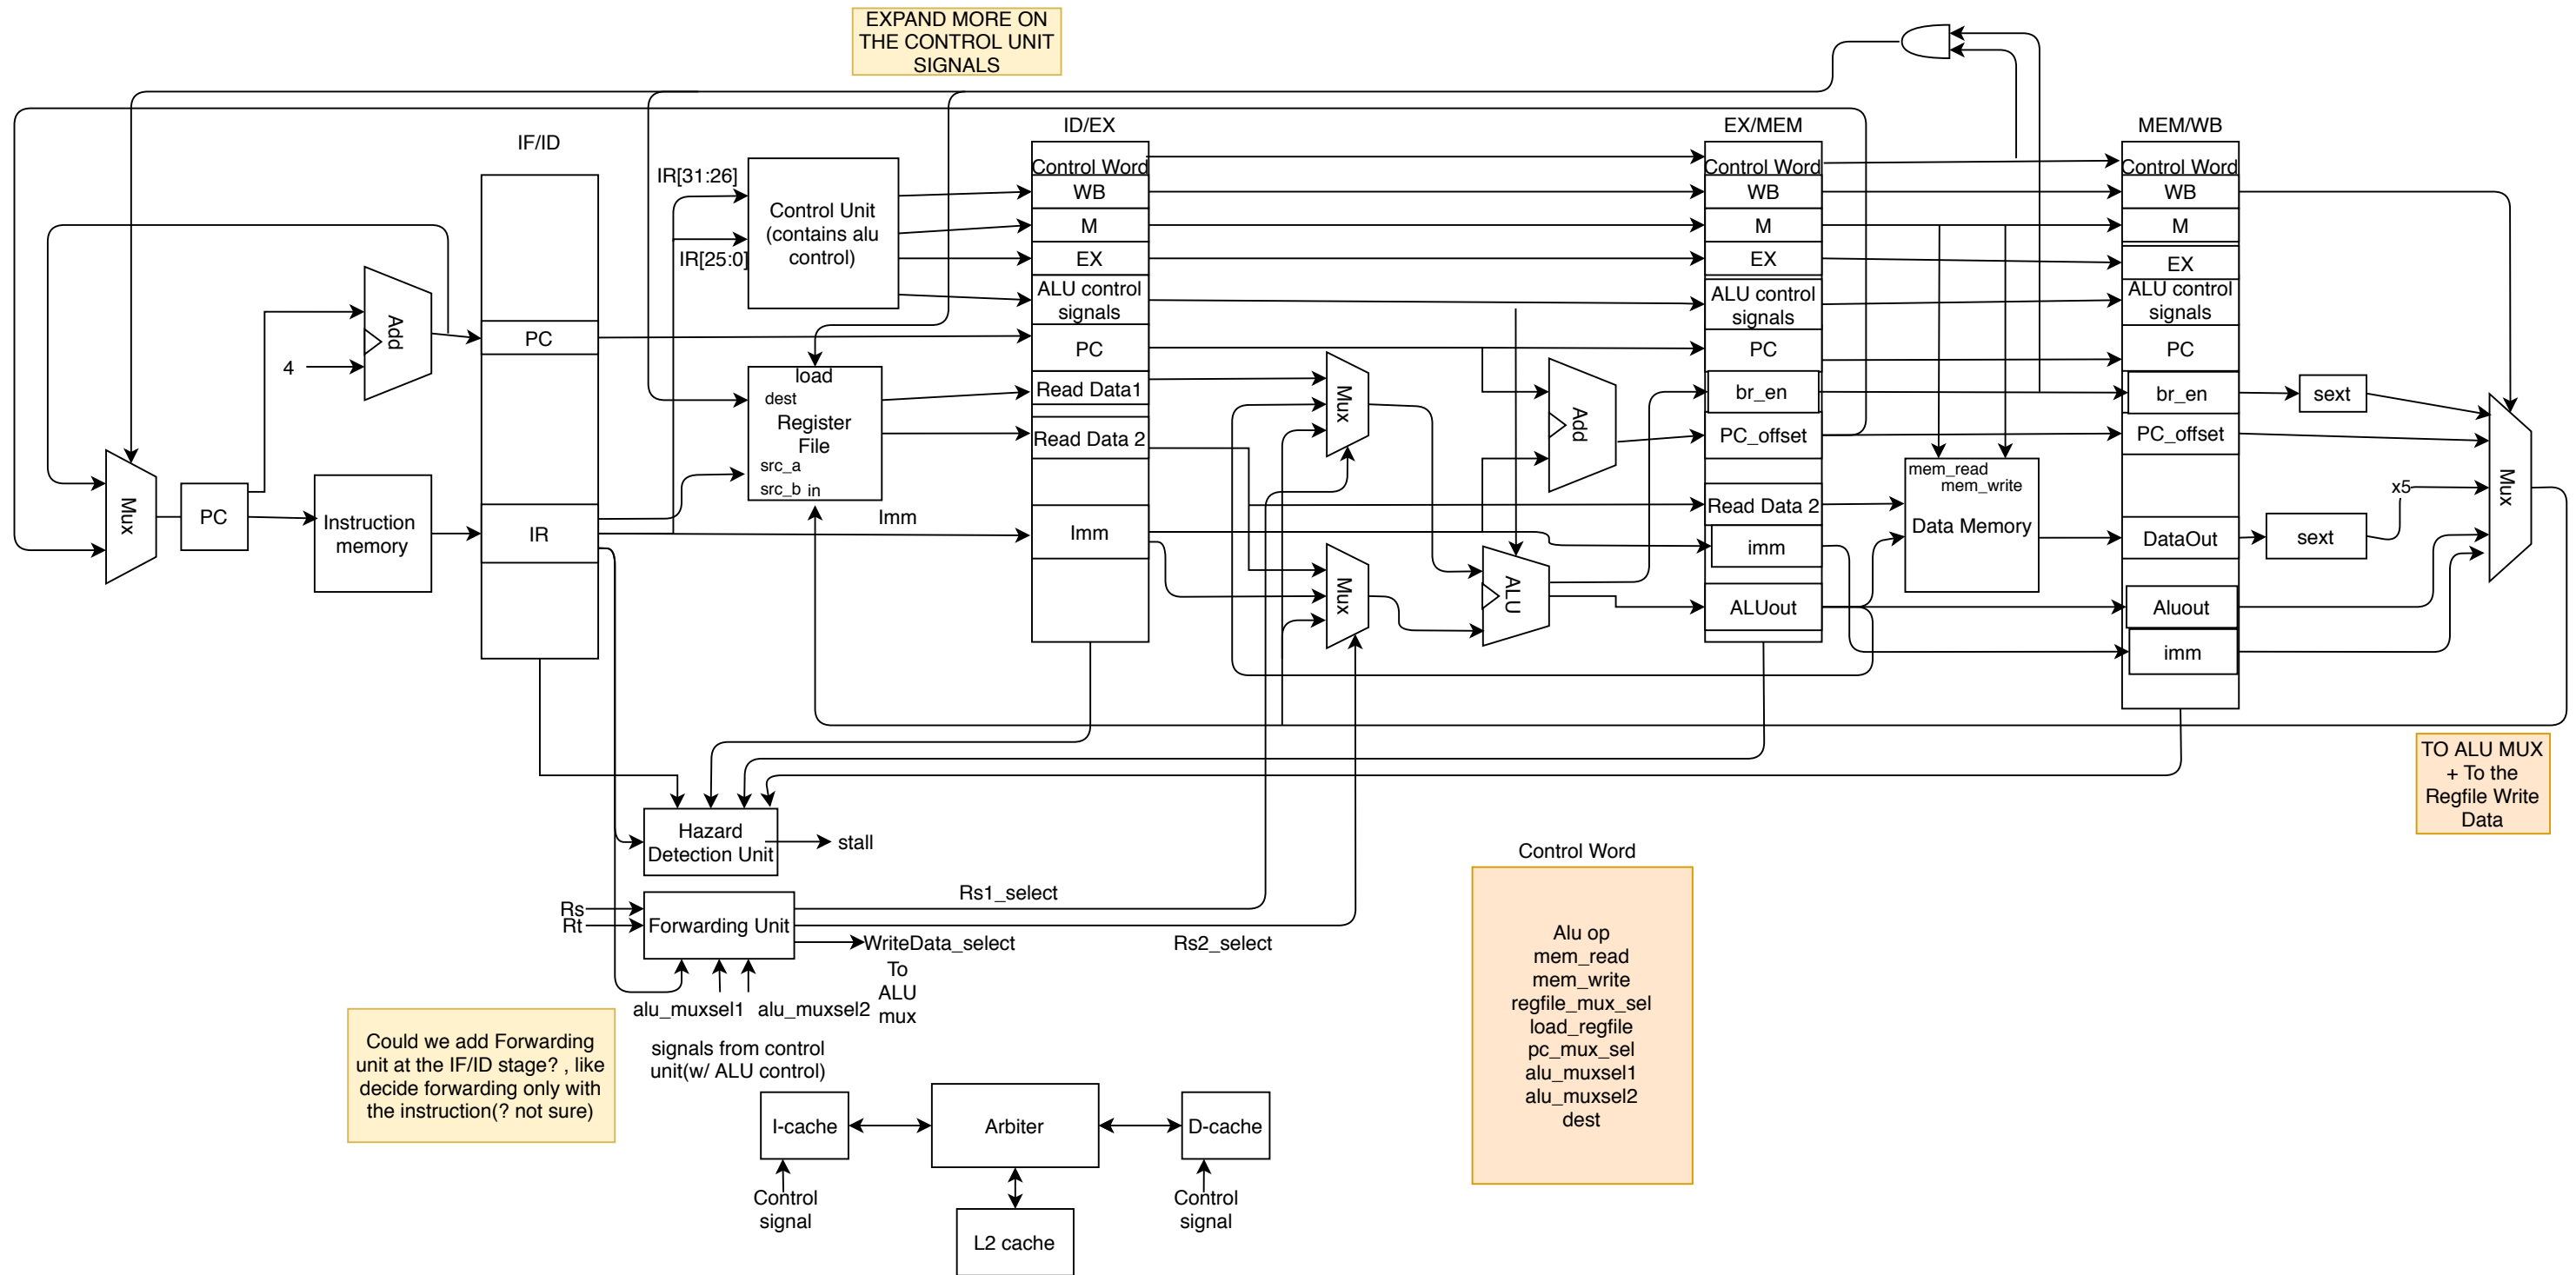 EXPAND MORE ON
THE CONTROL UNIT
SIGNALS
IF/ID
ID/EX
EX/MEM
MEM/WB
Mux
PC
4
Add
Instruction
memory
PC
IR
IR[31:26]
IR[25:0]
Control Unit
(contains alu
control)
load
dest
Register
File
src_a
src_b in
Imm
Control Word
WB
M
EX
ALU control
signals
PC
Read Data1
Read Data 2
Imm
Mux
Mux
Add
ALU
Control Word
WB
M
EX
ALU control
signals
PC
br_en
PC_offset
Read Data 2
imm
ALUout
mem_read
mem_write
Data Memory
Control Word
WB
M
EX
ALU control
signals
PC
br_en
PC_offset
DataOut
Aluout
imm
sext
sext
x5
Mux
TO ALU MUX
+ To the
Regfile Write
Data
Hazard
Detection Unit
stall
Rs
Rt
Forwarding Unit
Rs1_select
Rs2_select
WriteData_select
To
ALU
mux
alu_muxsel1
alu_muxsel2
signals from control
unit(w/ ALU control)
Could we add Forwarding
unit at the IF/ID stage? , like
decide forwarding only with
the instruction(? not sure)
I-cache
Arbiter
D-cache
Control
signal
Control
signal
L2 cache
Control Word
Alu op
mem_read
mem_write
regfile_mux_sel
load_regfile
pc_mux_sel
alu_muxsel1
alu_muxsel2
dest